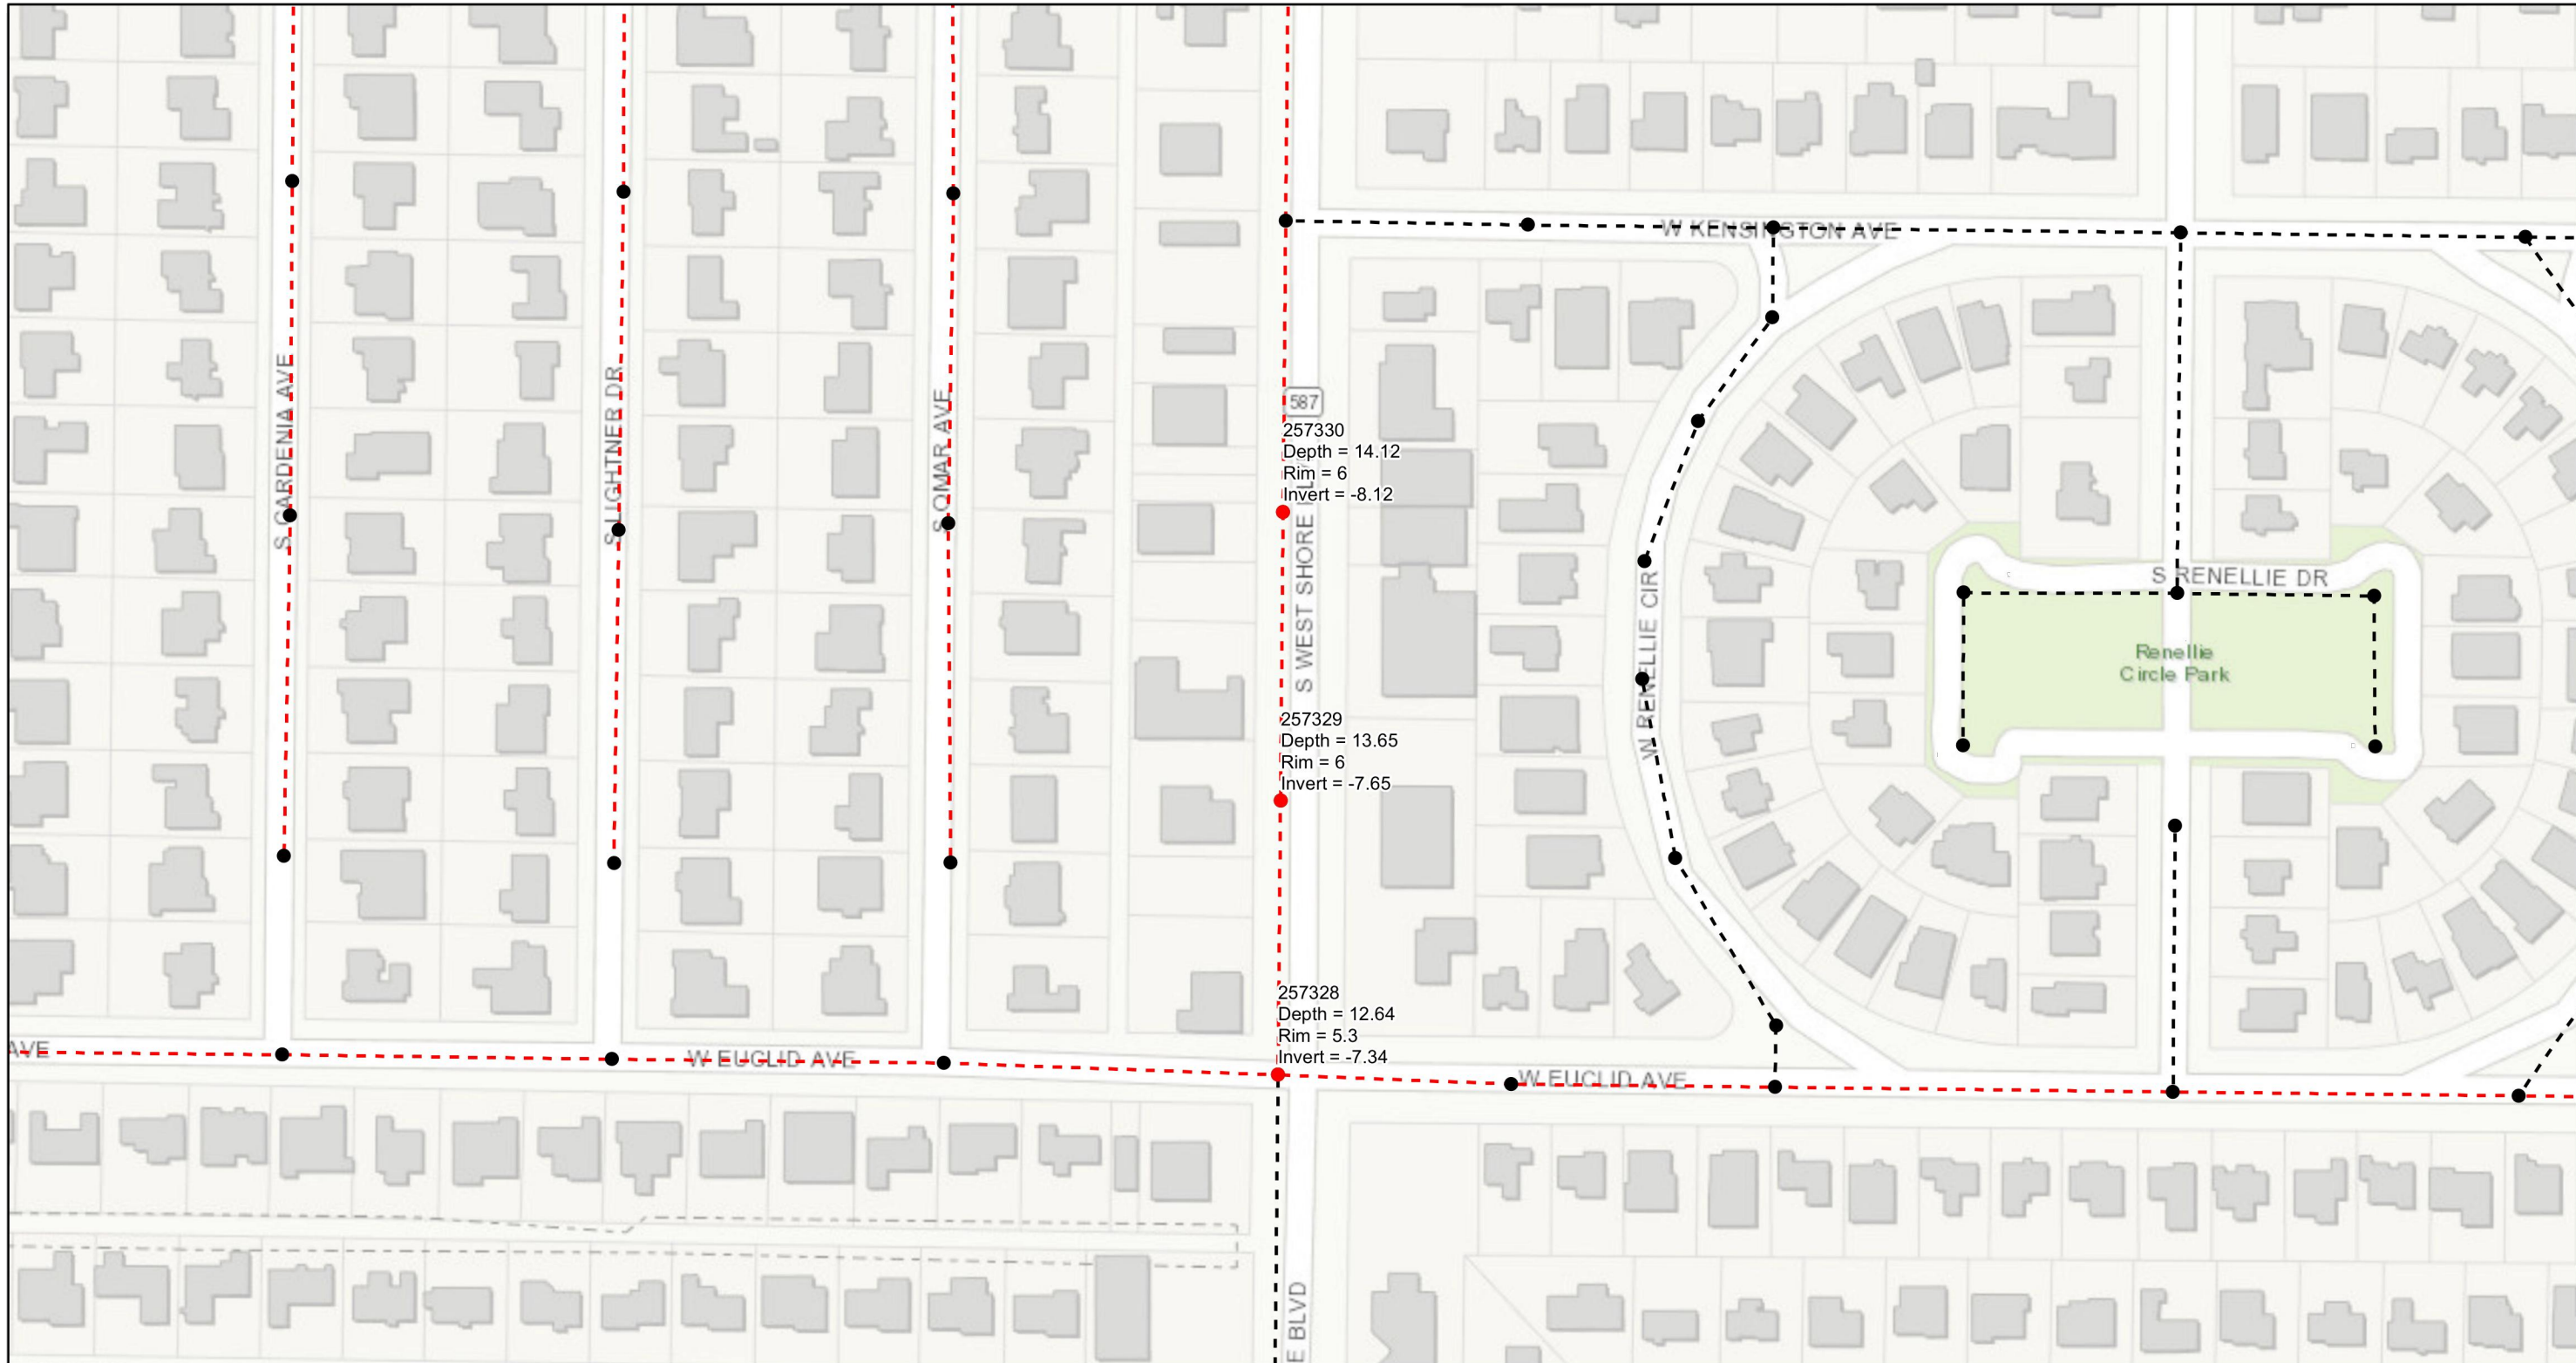 W KENSINGTON AVE
S GARDENIA AVE
S LIGHTNER DR
S OMAR AVE
587
257330
Depth = 14.12
Rim = 6
Invert = -8.12
S WEST SHORE
W RENELLIE CIR
S RENELLIE DR
Renellie
Circle Park
257329
Depth = 13.65
Rim = 6
Invert = -7.65
257328
Depth = 12.64
Rim = 5.3
Invert = -7.34
AVE
W EUCLID AVE
W EUCLID AVE
E BLVD